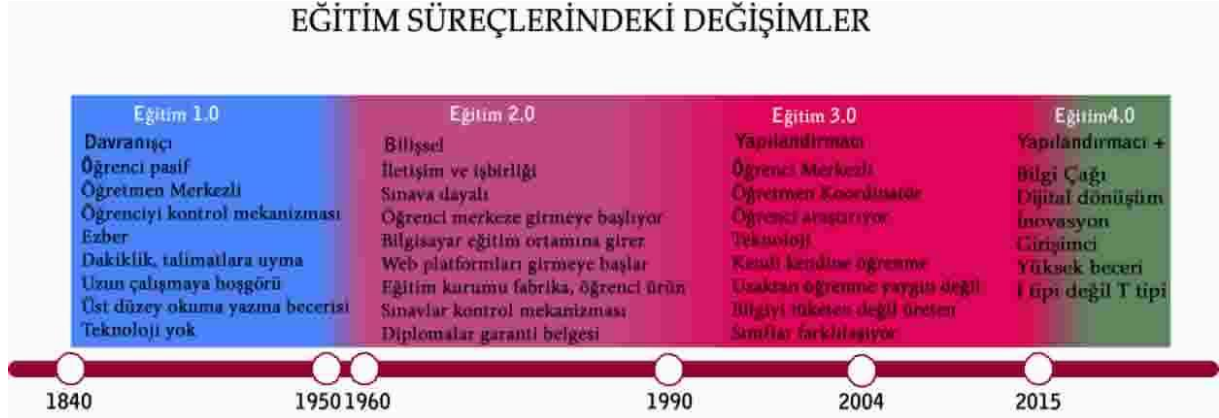 EĞİTİM SÜREÇLERİNDEKİ DEĞİŞİMLER
Eğitim 1.0
Davranışçı
Öğrenci pasif
Öğretmen Merkezli
Öğrenciyi kontrol mekanizması
Ezber
Dakiklik, talimatlara uyma
Uzun çalışmaya hoşgörü
Üst düzey okuma yazma becerisi
Teknoloji yok
Eğitim 2.0
Bilişsel
İletişim ve işbirliği
Sınava dayalı
Öğrenci merkeze girmeye başlıyor
Bilgisayar eğitim ortamına girer
Web platformları girmeye başlar
Eğitim kurumu fabrika, öğrenci ürün
Sınavlar kontrol mekanizması
Diplomalar garanti belgesi
Eğitim 3.0
Yapılandırmacı
Öğrenci Merkezli
Öğretmen Koordinatör
Öğrenci araştırıyor
Teknoloji
Kendi kendine öğrenme
Uzaktan öğrenme yaygın değil
Bilgiyi tüketen değil üreten
Sınıflar farklılaşıyor
Eğitim4.0
Yapılandırmacı +
Bilgi Çağı
Dijital dönüşüm
İnovasyon
Girişimci
Yüksek beceri
I tipi değil T tipi
1840
1950
1960
1990
2004
2015